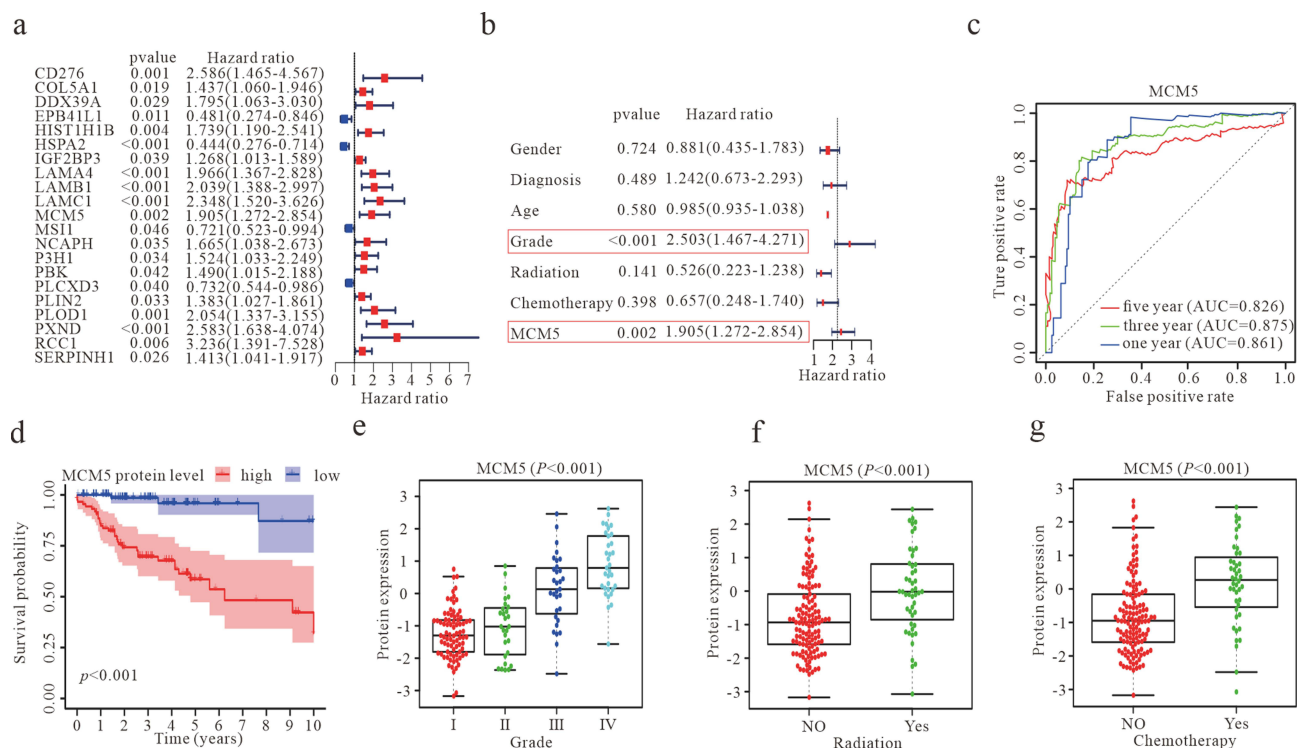 a
pvalue Hazard ratio
CD276 0.001 2.586(1.465-4.567)
COL5A1 0.019 1.437(1.060-1.946)
DDX39A 0.029 1.795(1.063-3.030)
EPB41L1 0.011 0.481(0.274-0.846)
HIST1H1B 0.004 1.739(1.190-2.541)
HSPA2 <0.001 0.444(0.276-0.714)
IGF2BP3 0.039 1.268(1.013-1.589)
LAMA4 <0.001 1.966(1.367-2.828)
LAMB1 <0.001 2.039(1.388-2.997)
LAMC1 <0.001 2.348(1.520-3.626)
MCM5 0.002 1.905(1.272-2.854)
MSI1 0.046 0.721(0.523-0.994)
NCAPH 0.035 1.665(1.038-2.673)
P3H1 0.034 1.524(1.033-2.249)
PBK 0.042 1.490(1.015-2.188)
PLCXD3 0.040 0.732(0.544-0.986)
PLIN2 0.033 1.383(1.027-1.861)
PLOD1 0.001 2.054(1.337-3.155)
PXND <0.001 2.583(1.638-4.074)
RCC1 0.006 3.236(1.391-7.528)
SERPINH1 0.026 1.413(1.041-1.917)
0 1 2 3 4 5 6 7
Hazard ratio
b
pvalue Hazard ratio
Gender 0.724 0.881(0.435-1.783)
Diagnosis 0.489 1.242(0.673-2.293)
Age 0.580 0.985(0.935-1.038)
Grade <0.001 2.503(1.467-4.271)
Radiation 0.141 0.526(0.223-1.238)
Chemotherapy 0.398 0.657(0.248-1.740)
MCM5 0.002 1.905(1.272-2.854)
1 2 3 4
Hazard ratio
c
MCM5
Ture positive rate
1.0
0.8
0.6
0.4
0.2
0.0
five year (AUC=0.826)
three year (AUC=0.875)
one year (AUC=0.861)
0.0 0.2 0.4 0.6 0.8 1.0
False positive rate
d
MCM5 protein level high low
Survival probability
1.00
0.75
0.50
0.25
0.00
p<0.001
0 1 2 3 4 5 6 7 8 9 10
Time (years)
e
MCM5 (P<0.001)
Protein expression
3
2
1
0
-1
-2
-3
I II III IV
Grade
f
MCM5 (P<0.001)
Protein expression
3
2
1
0
-1
-2
-3
NO Yes
Radiation
g
MCM5 (P<0.001)
Protein expression
3
2
1
0
-1
-2
-3
NO Yes
Chemotherapy